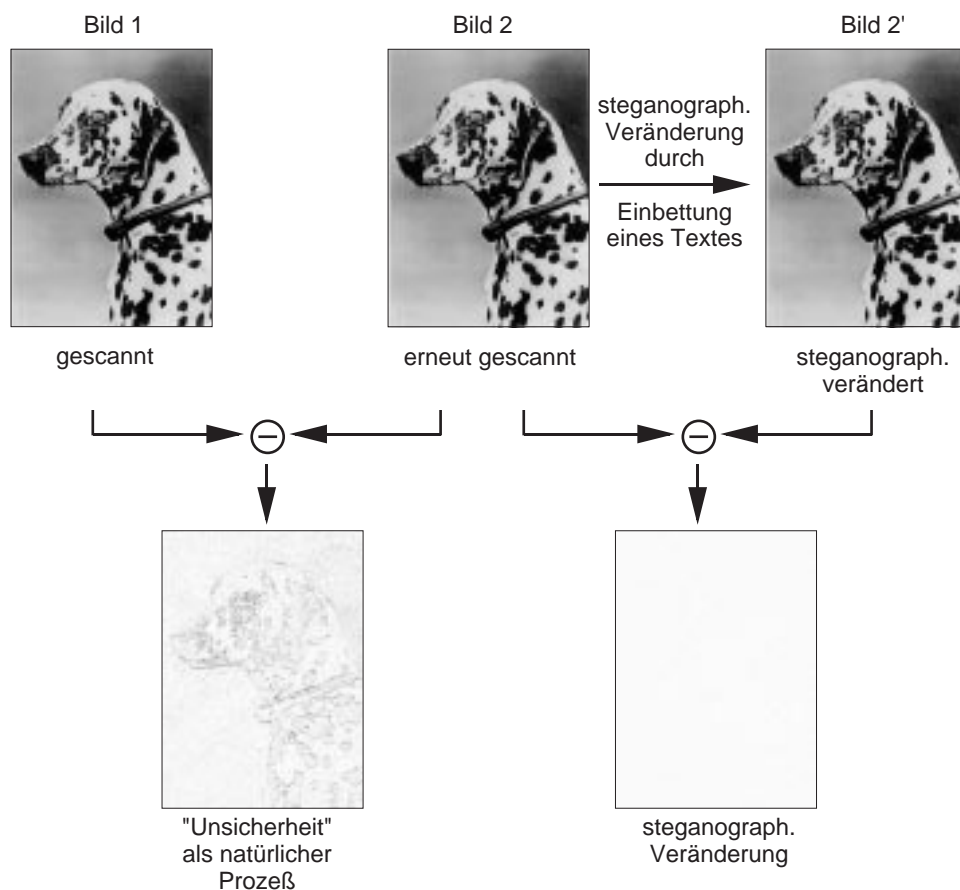 Bild 1
Bild 2
Bild 2'
steganograph.
Veränderung
durch
Einbettung
eines Textes
gescannt
erneut gescannt
steganograph.
verändert
"Unsicherheit"
als natürlicher
Prozeß
steganograph.
Veränderung